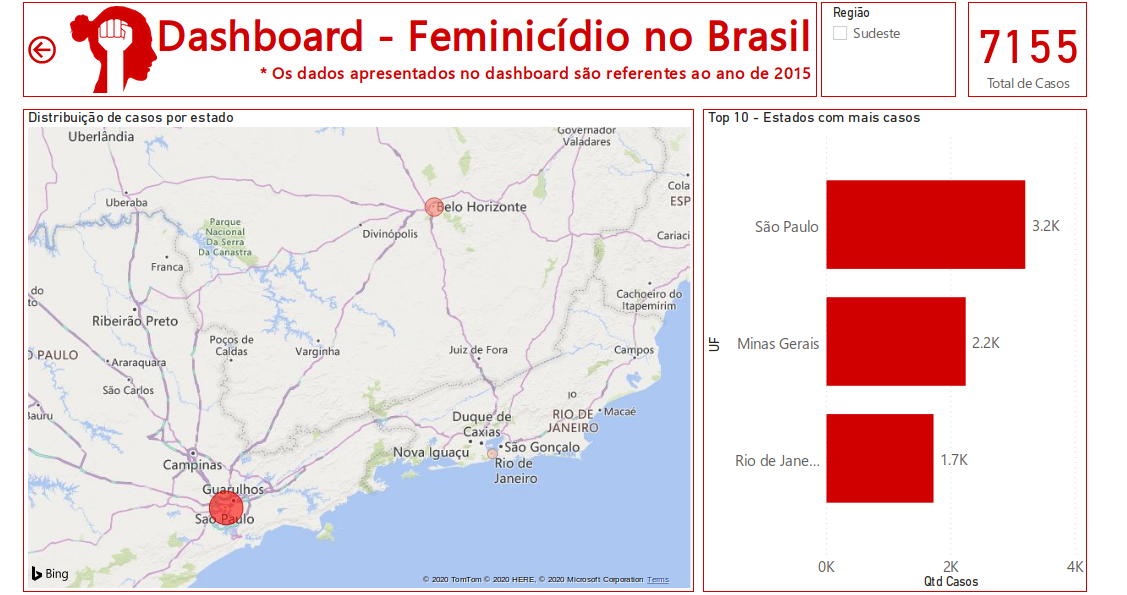 Dashboard - Feminicídio no Brasil
* Os dados apresentados no dashboard são referentes ao ano de 2015
Região
Sudeste
7155
Total de Casos
Distribuição de casos por estado
Uberlândia
Governador
Valadares
Cola
ESP
Uberaba
Belo Horizonte
Parque
Nacional
Da Serra
Da Canastra
Divinópolis
Cariaci
Franca
do
to
Cachoeiro do
Itapemirim
Ribeirão Preto
Poços de
Caldas
Varginha
Juiz de Fora
Campos
O PAULO
Araraquara
São Carlos
JO
Bauru
Duque de
Caxias
RIO DE
JANEIRO
Macaé
Nova Iguaçu
São Gonçalo
Rio de
Janeiro
Campinas
Guarulhos
Sao Paulo
Bing
© 2020 TomTom © 2020 HERE, © 2020 Microsoft Corporation Terms
Top 10 - Estados com mais casos
UF
São Paulo
3.2K
Minas Gerais
2.2K
Rio de Jane...
1.7K
0K
2K
4K
Qtd Casos